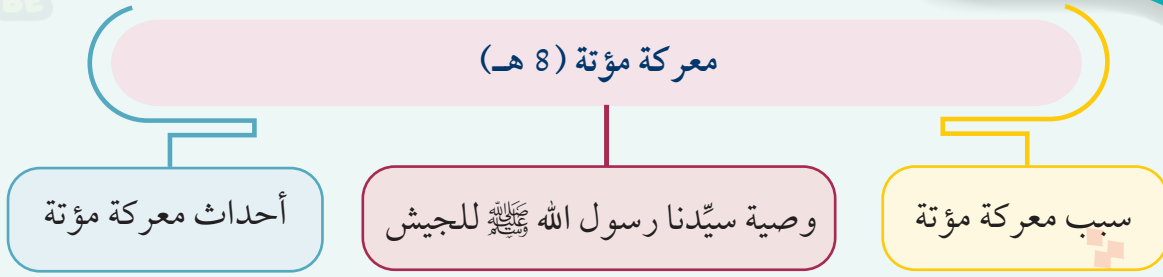 معركة مؤتة (8 هـ)
سبب معركة مؤتة
وصية سيِّدنا رسول الله ﷺ للجيش
أحداث معركة مؤتة